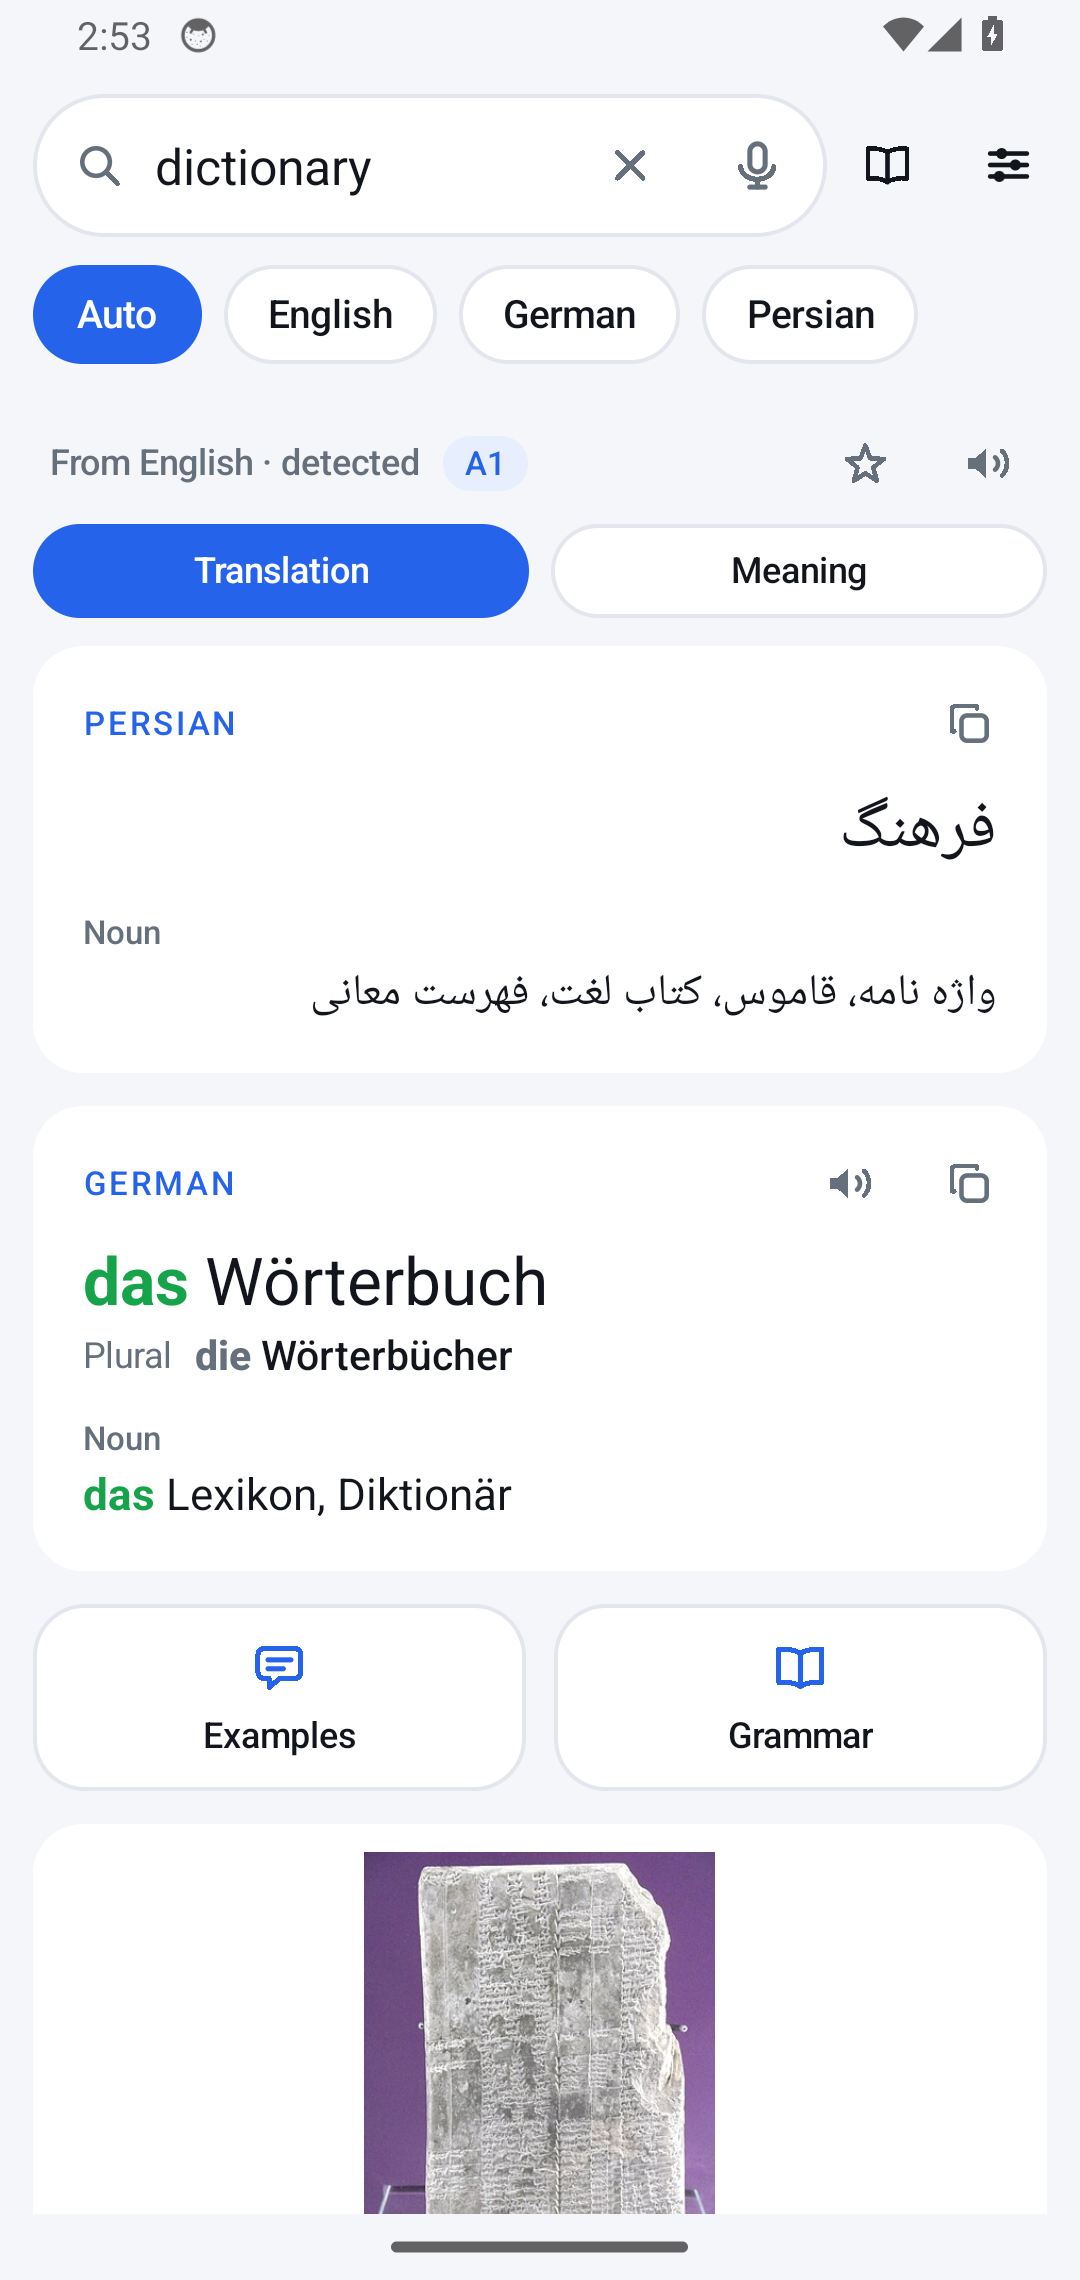 2:53
dictionary
Auto
English
German
Persian
From English · detected
A1
Translation
Meaning
PERSIAN
فرهنگ
Noun
واژه نامه، قاموس، کتاب لغت، فهرست معانی
GERMAN
das Wörterbuch
Plural die Wörterbücher
Noun
das Lexikon, Diktionär
Examples
Grammar